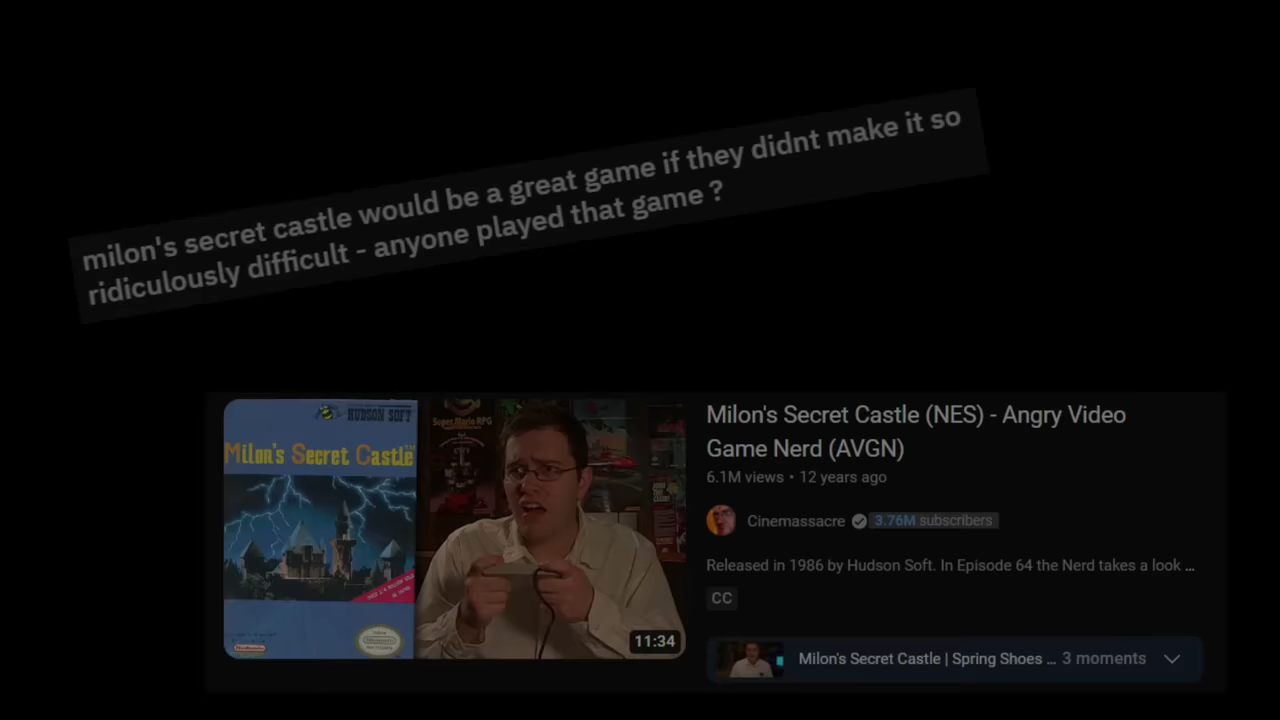 milon's secret castle would be a great game if they didnt make it so
ridiculously difficult - anyone played that game ?
HUDSON SOFT
Milon's Secret Castle
Nintendo
Super Mario RPG
11:34
Milon's Secret Castle (NES) - Angry Video
Game Nerd (AVGN)
6.1M views • 12 years ago
Cinemassacre 3.76M subscribers
Released in 1986 by Hudson Soft. In Episode 64 the Nerd takes a look ...
CC
Milon's Secret Castle | Spring Shoes ... 3 moments